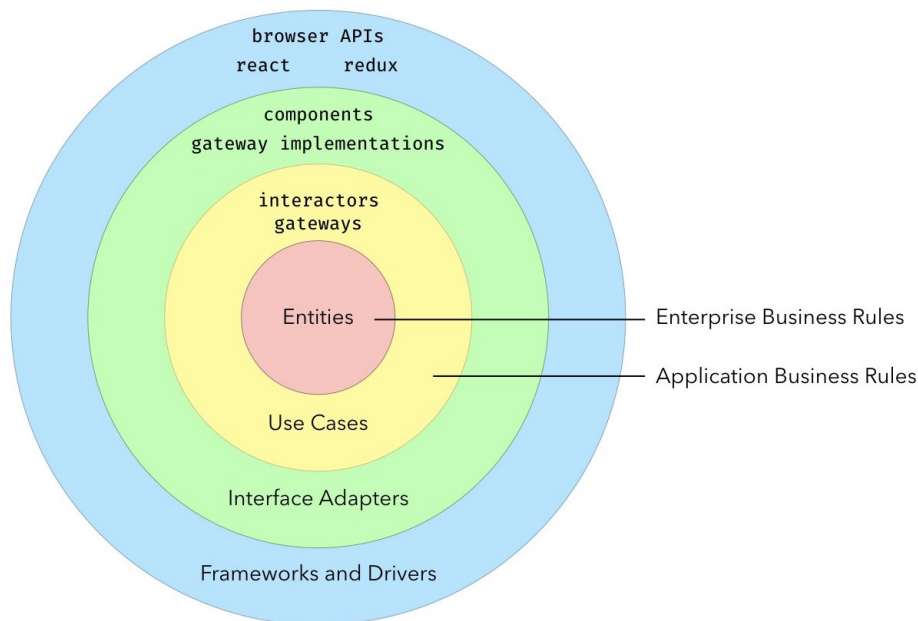 browser APIs
react redux
components
gateway implementations
interactors
gateways
Entities
Enterprise Business Rules
Application Business Rules
Use Cases
Interface Adapters
Frameworks and Drivers